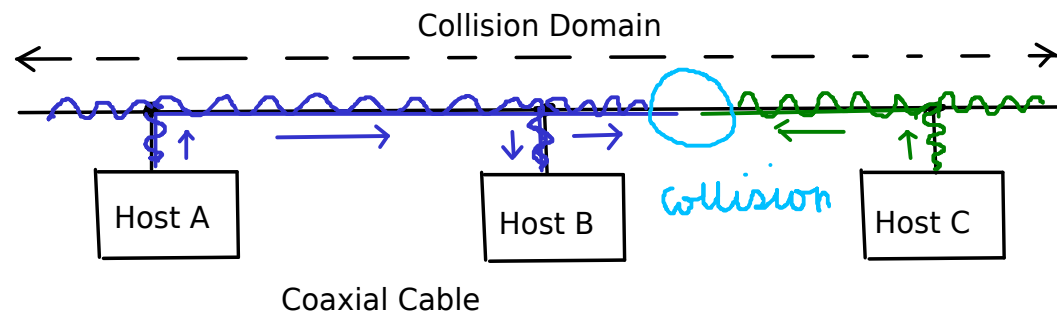 Collision Domain
collision
Host A
Host B
Host C
Coaxial Cable